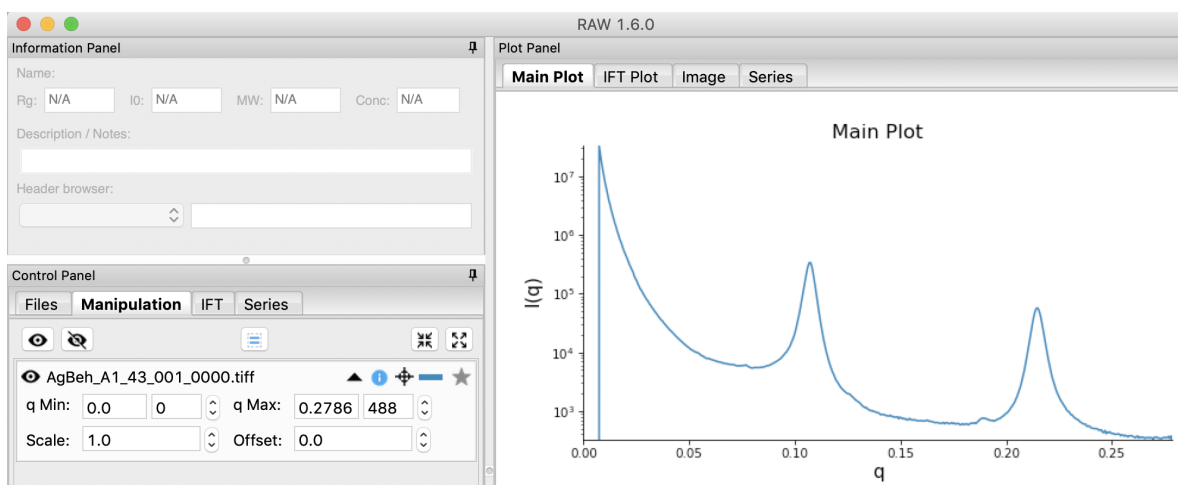 RAW 1.6.0
Information Panel
Name:
Rg: N/A I0: N/A MW: N/A Conc: N/A
Description / Notes:
Header browser:
Control Panel
Files Manipulation IFT Series
AgBeh_A1_43_001_0000.tiff
q Min: 0.0 0 q Max: 0.2786 488
Scale: 1.0 Offset: 0.0
Plot Panel
Main Plot IFT Plot Image Series
Main Plot
10⁷
10⁶
10⁵
10⁴
10³
I(q)
0.00 0.05 0.10 0.15 0.20 0.25
q